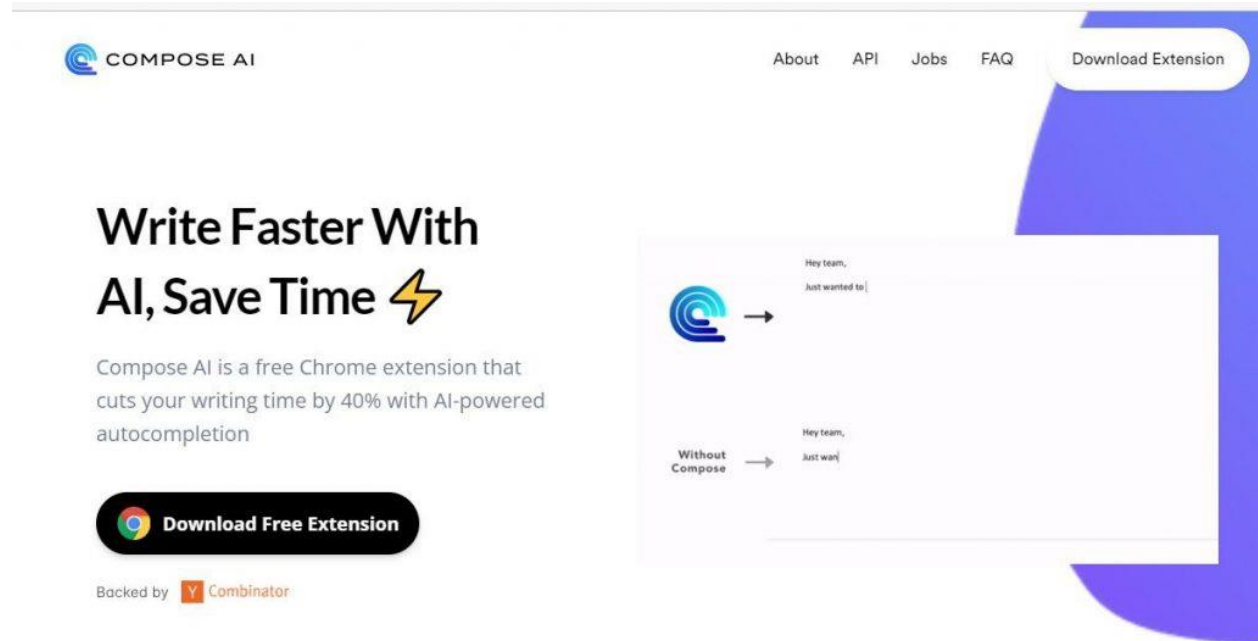 COMPOSE AI
About API Jobs FAQ Download Extension
Write Faster With
AI, Save Time ⚡
Compose AI is a free Chrome extension that
cuts your writing time by 40% with AI-powered
autocompletion
Download Free Extension
Backed by Y Combinator
Hey team,
Just wanted to
Without
Compose
Hey team,
Just wan